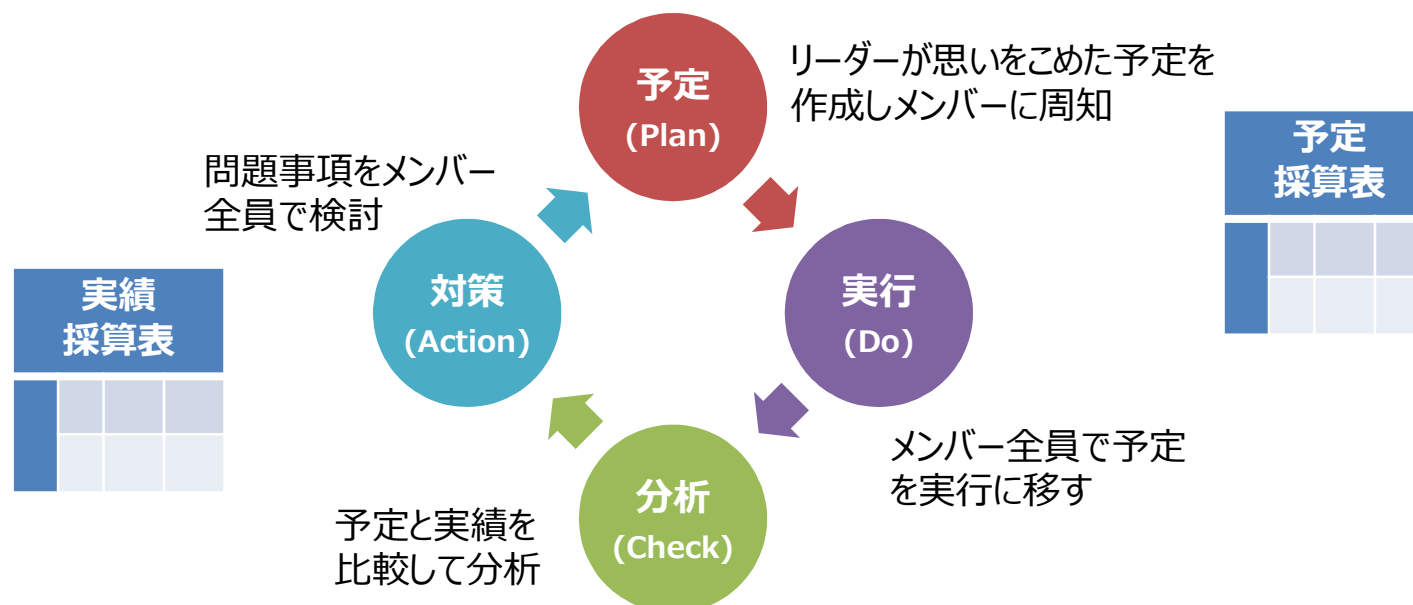 予定
(Plan)
リーダーが思いをこめた予定を
作成しメンバーに周知
予定
採算表
問題事項をメンバー
全員で検討
実績
採算表
対策
(Action)
実行
(Do)
メンバー全員で予定
を実行に移す
分析
(Check)
予定と実績を
比較して分析